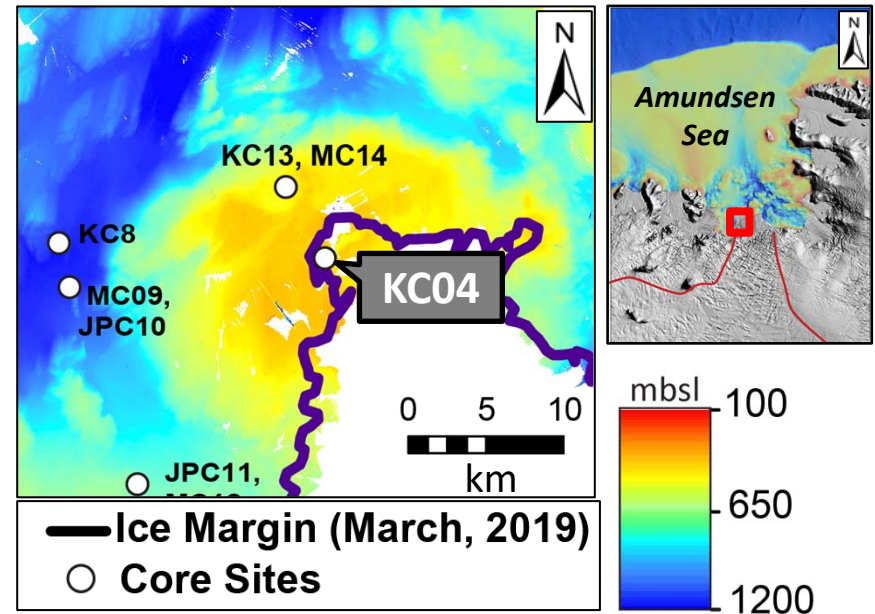 N
KC13, MC14
KC8
MC09,
JPC10
KC04
0 5 10
km
JPC11,
Ice Margin (March, 2019)
Core Sites
N
Amundsen
Sea
mbsl
100
650
1200